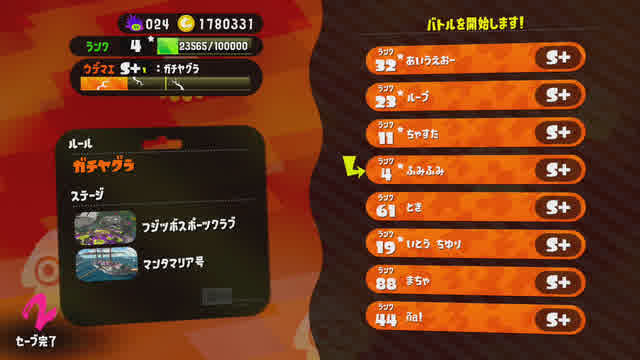 024 1780331
ランク 4★ 23565/100000
ウデマエ S+1 : ガチヤグラ
ルール
ガチヤグラ
ステージ
フジツボスポーツクラブ
マンタマリア号
セーブ完了
バトルを開始します!
ランク 32★ あいうえおー S+
ランク 23★ ループ S+
ランク 11★ ちゃすた S+
ランク 4★ ふみふみ S+
ランク 61 とき S+
ランク 19★ いとう ちゆり S+
ランク 88 まちゃ S+
ランク 44 S+